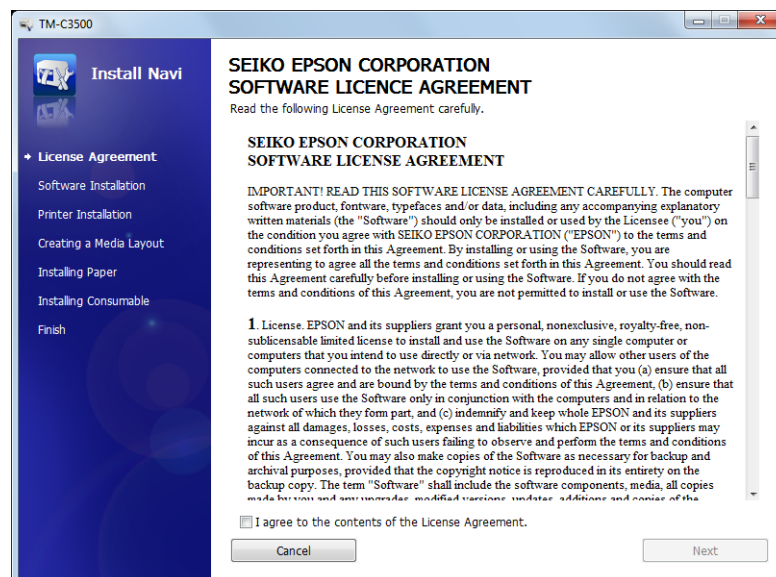 TM-C3500
Install Navi
License Agreement
Software Installation
Printer Installation
Creating a Media Layout
Installing Paper
Installing Consumable
Finish
SEIKO EPSON CORPORATION
SOFTWARE LICENCE AGREEMENT
Read the following License Agreement carefully.
SEIKO EPSON CORPORATION
SOFTWARE LICENSE AGREEMENT
IMPORTANT! READ THIS SOFTWARE LICENSE AGREEMENT CAREFULLY. The computer
software product, fontware, typefaces and/or data, including any accompanying explanatory
written materials (the "Software") should only be installed or used by the Licensee ("you") on
the condition you agree with SEIKO EPSON CORPORATION ("EPSON") to the terms and
conditions set forth in this Agreement. By installing or using the Software, you are
representing to agree all the terms and conditions set forth in this Agreement. You should read
this Agreement carefully before installing or using the Software. If you do not agree with the
terms and conditions of this Agreement, you are not permitted to install or use the Software.
1. License. EPSON and its suppliers grant you a personal, nonexclusive, royalty-free, non-
sublicensable limited license to install and use the Software on any single computer or
computers that you intend to use directly or via network. You may allow other users of the
computers connected to the network to use the Software, provided that you (a) ensure that all
such users agree and are bound by the terms and conditions of this Agreement, (b) ensure that
all such users use the Software only in conjunction with the computers and in relation to the
network of which they form part, and (c) indemnify and keep whole EPSON and its suppliers
against all damages, losses, costs, expenses and liabilities which EPSON or its suppliers may
incur as a consequence of such users failing to observe and perform the terms and conditions
of this Agreement. You may also make copies of the Software as necessary for backup and
archival purposes, provided that the copyright notice is reproduced in its entirety on the
backup copy. The term "Software" shall include the software components, media, all copies
made by you and any upgrades, modified versions, updates, additions and copies of the
I agree to the contents of the License Agreement.
Cancel
Next